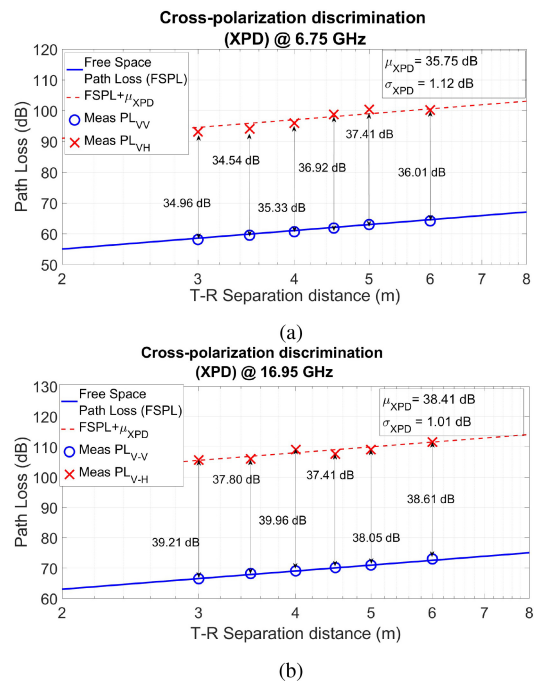 Cross-polarization discrimination
(XPD) @ 6.75 GHz
Free Space
Path Loss (FSPL)
FSPL+μXPD
Meas PLVV
Meas PLVH
μXPD= 35.75 dB
σXPD = 1.12 dB
37.41 dB
34.54 dB
36.92 dB
36.01 dB
34.96 dB
35.33 dB
Path Loss (dB)
120
110
100
90
80
70
60
50
2 3 4 5 6 7 8
T-R Separation distance (m)
(a)
Cross-polarization discrimination
(XPD) @ 16.95 GHz
Free Space
Path Loss (FSPL)
FSPL+μXPD
Meas PLV-V
Meas PLV-H
μXPD= 38.41 dB
σXPD = 1.01 dB
37.80 dB
37.41 dB
38.61 dB
39.96 dB
39.21 dB
38.05 dB
Path Loss (dB)
130
120
110
100
90
80
70
60
2 3 4 5 6 7 8
T-R Separation distance (m)
(b)